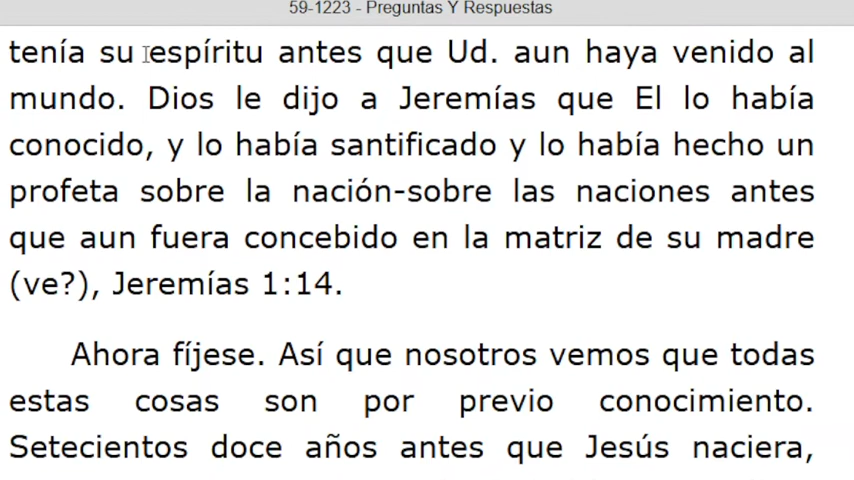 59-1223 - Preguntas Y Respuestas
tenía su espíritu antes que Ud. aun haya venido al
mundo. Dios le dijo a Jeremías que El lo había
conocido, y lo había santificado y lo había hecho un
profeta sobre la nación-sobre las naciones antes
que aun fuera concebido en la matriz de su madre
(ve?), Jeremías 1:14.
Ahora fíjese. Así que nosotros vemos que todas
estas cosas son por previo conocimiento.
Setecientos doce años antes que Jesús naciera,